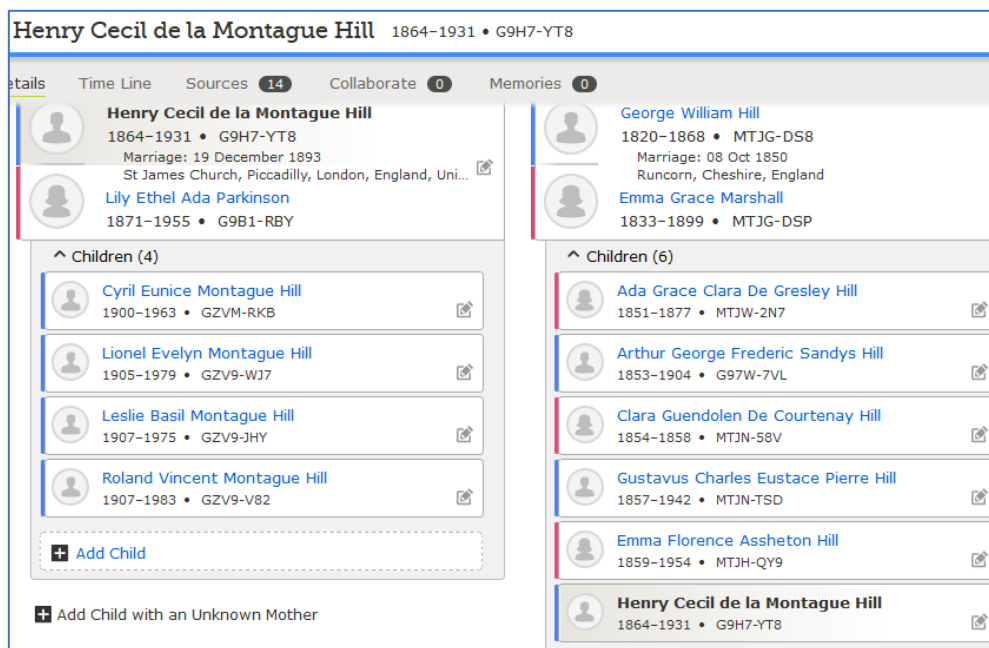 Henry Cecil de la Montague Hill 1864–1931 • G9H7-YT8
etails Time Line Sources 14 Collaborate 0 Memories 0
Henry Cecil de la Montague Hill
1864–1931 • G9H7-YT8
Marriage: 19 December 1893
St James Church, Piccadilly, London, England, Uni...
Lily Ethel Ada Parkinson
1871–1955 • G9B1-RBY
Children (4)
Cyril Eunice Montague Hill
1900–1963 • GZVM-RKB
Lionel Evelyn Montague Hill
1905–1979 • GZV9-WJ7
Leslie Basil Montague Hill
1907–1975 • GZV9-JHY
Roland Vincent Montague Hill
1907–1983 • GZV9-V82
Add Child
Add Child with an Unknown Mother
George William Hill
1820–1868 • MTJG-DS8
Marriage: 08 Oct 1850
Runcorn, Cheshire, England
Emma Grace Marshall
1833–1899 • MTJG-DSP
Children (6)
Ada Grace Clara De Gresley Hill
1851–1877 • MTJW-2N7
Arthur George Frederic Sandys Hill
1853–1904 • G97W-7VL
Clara Guendolen De Courtenay Hill
1854–1858 • MTJN-58V
Gustavus Charles Eustace Pierre Hill
1857–1942 • MTJN-TSD
Emma Florence Assheton Hill
1859–1954 • MTJH-QY9
Henry Cecil de la Montague Hill
1864–1931 • G9H7-YT8